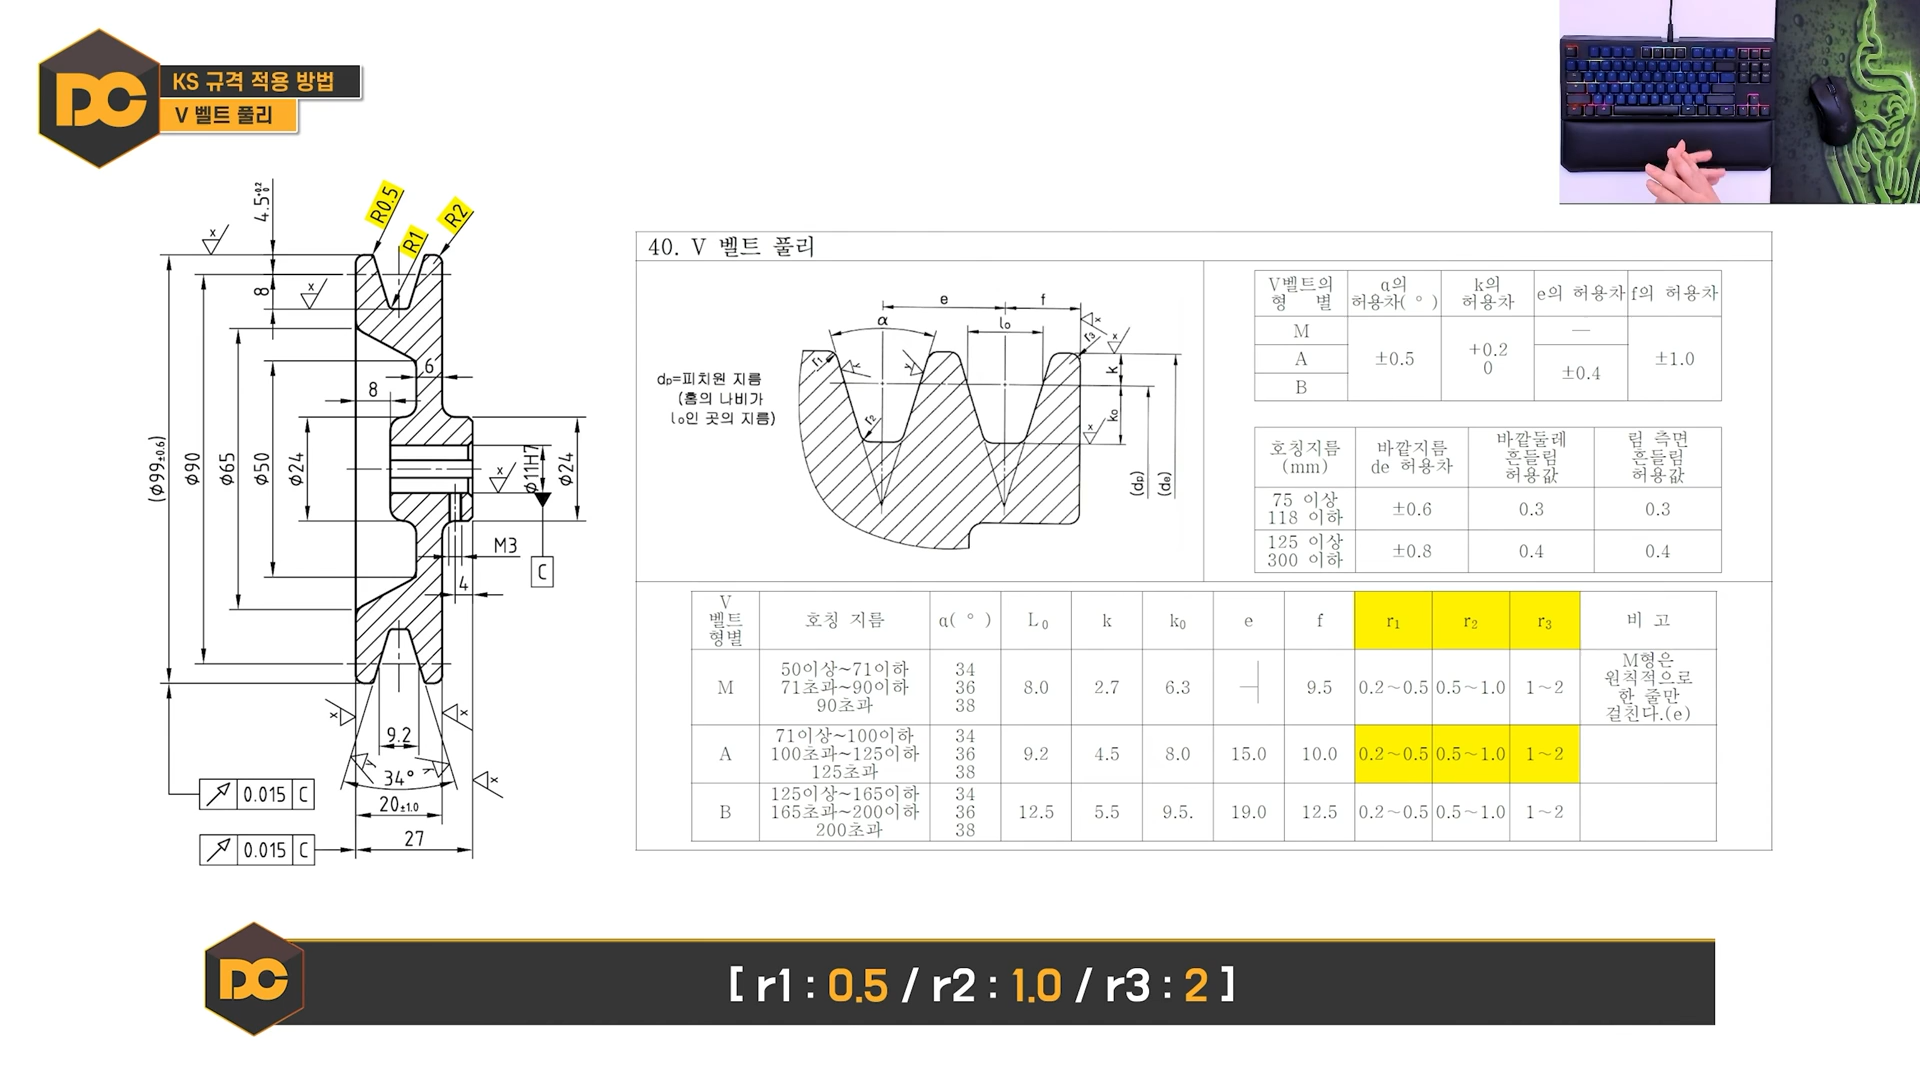 DC
KS 규격 적용 방법
V 벨트 풀리
4.5+0.2 0
R0.5
R1
R2
x
8
x
6
8
(ϕ99±0.6)
ϕ90
ϕ65
ϕ50
ϕ24
x
ϕ11H7
ϕ24
M3
C
4
x
x
9.2
y
y
34°
x
20±1.0
27
0.015 C
0.015 C
40. V 벨트 풀리
dp=피치원 지름
(홈의 나비가
l₀인 곳의 지름)
e
f
α
l₀
r₁
r₂
r₃
y
y
x
x
x
k
k₀
(dp)
(de)
V벨트의 형 별 α의 허용차( ° ) k의 허용차 e의 허용차 f의 허용차
M —
A ±0.5 +0.2 0 ±0.4 ±1.0
B
호칭지름 (mm) 바깥지름 de 허용차 바깥둘레 흔들림 허용값 림 측면 흔들림 허용값
75 이상 118 이하 ±0.6 0.3 0.3
125 이상 300 이하 ±0.8 0.4 0.4
V 벨트 형별 호칭 지름 α( ° ) L₀ k k₀ e f r₁ r₂ r₃ 비 고
50이상~71이하 34
M 71초과~90이하 36 8.0 2.7 6.3 — 9.5 0.2~0.5 0.5~1.0 1~2
90초과 38
M형은
원칙적으로
한 줄만
걸친다.(e)
71이상~100이하 34
A 100초과~125이하 36 9.2 4.5 8.0 15.0 10.0 0.2~0.5 0.5~1.0 1~2
125초과 38
125이상~165이하 34
B 165초과~200이하 36 12.5 5.5 9.5. 19.0 12.5 0.2~0.5 0.5~1.0 1~2
200초과 38
DC
[ r1 : 0.5 / r2 : 1.0 / r3 : 2 ]